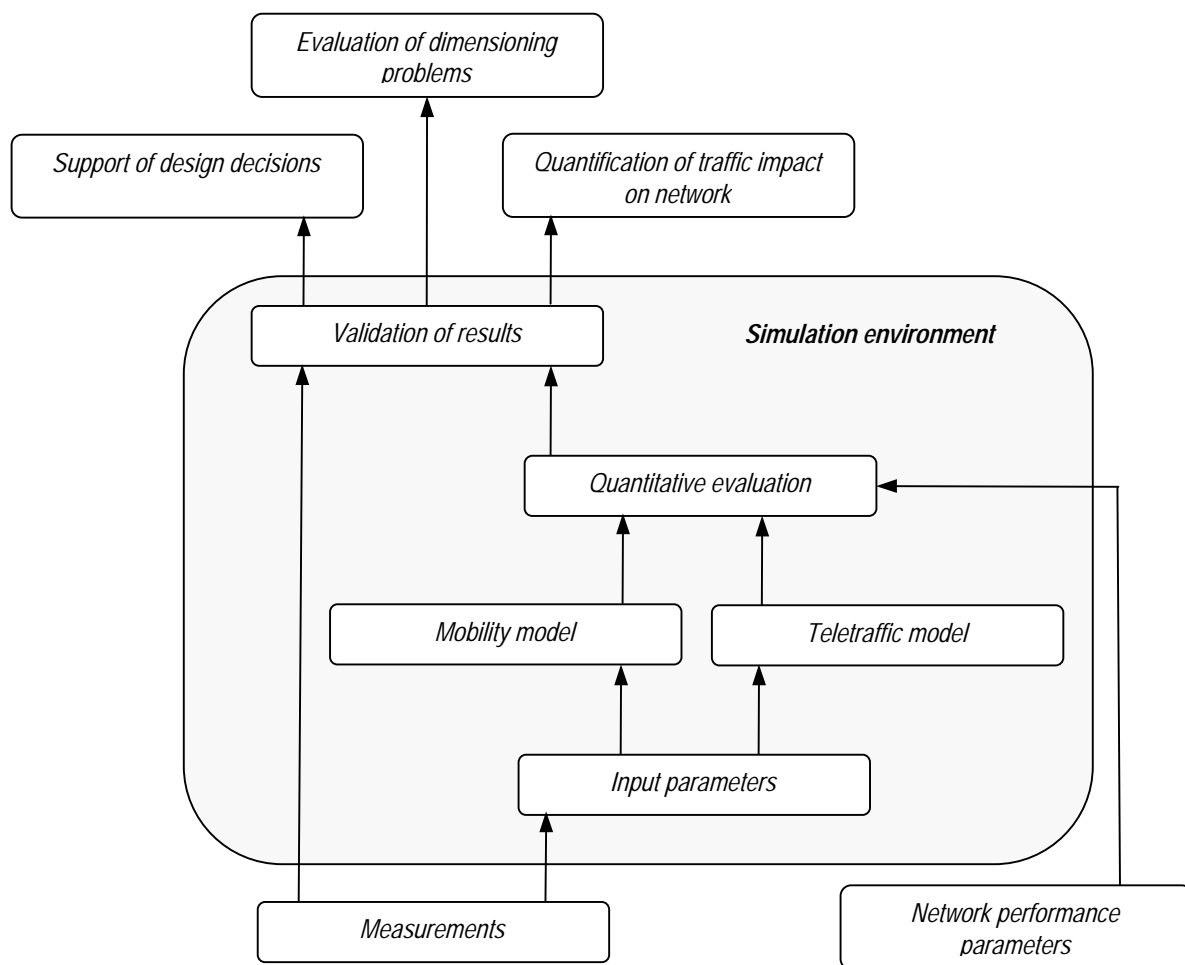 Evaluation of dimensioning
problems
Support of design decisions
Quantification of traffic impact
on network
Validation of results
Simulation environment
Quantitative evaluation
Mobility model
Teletraffic model
Input parameters
Measurements
Network performance
parameters